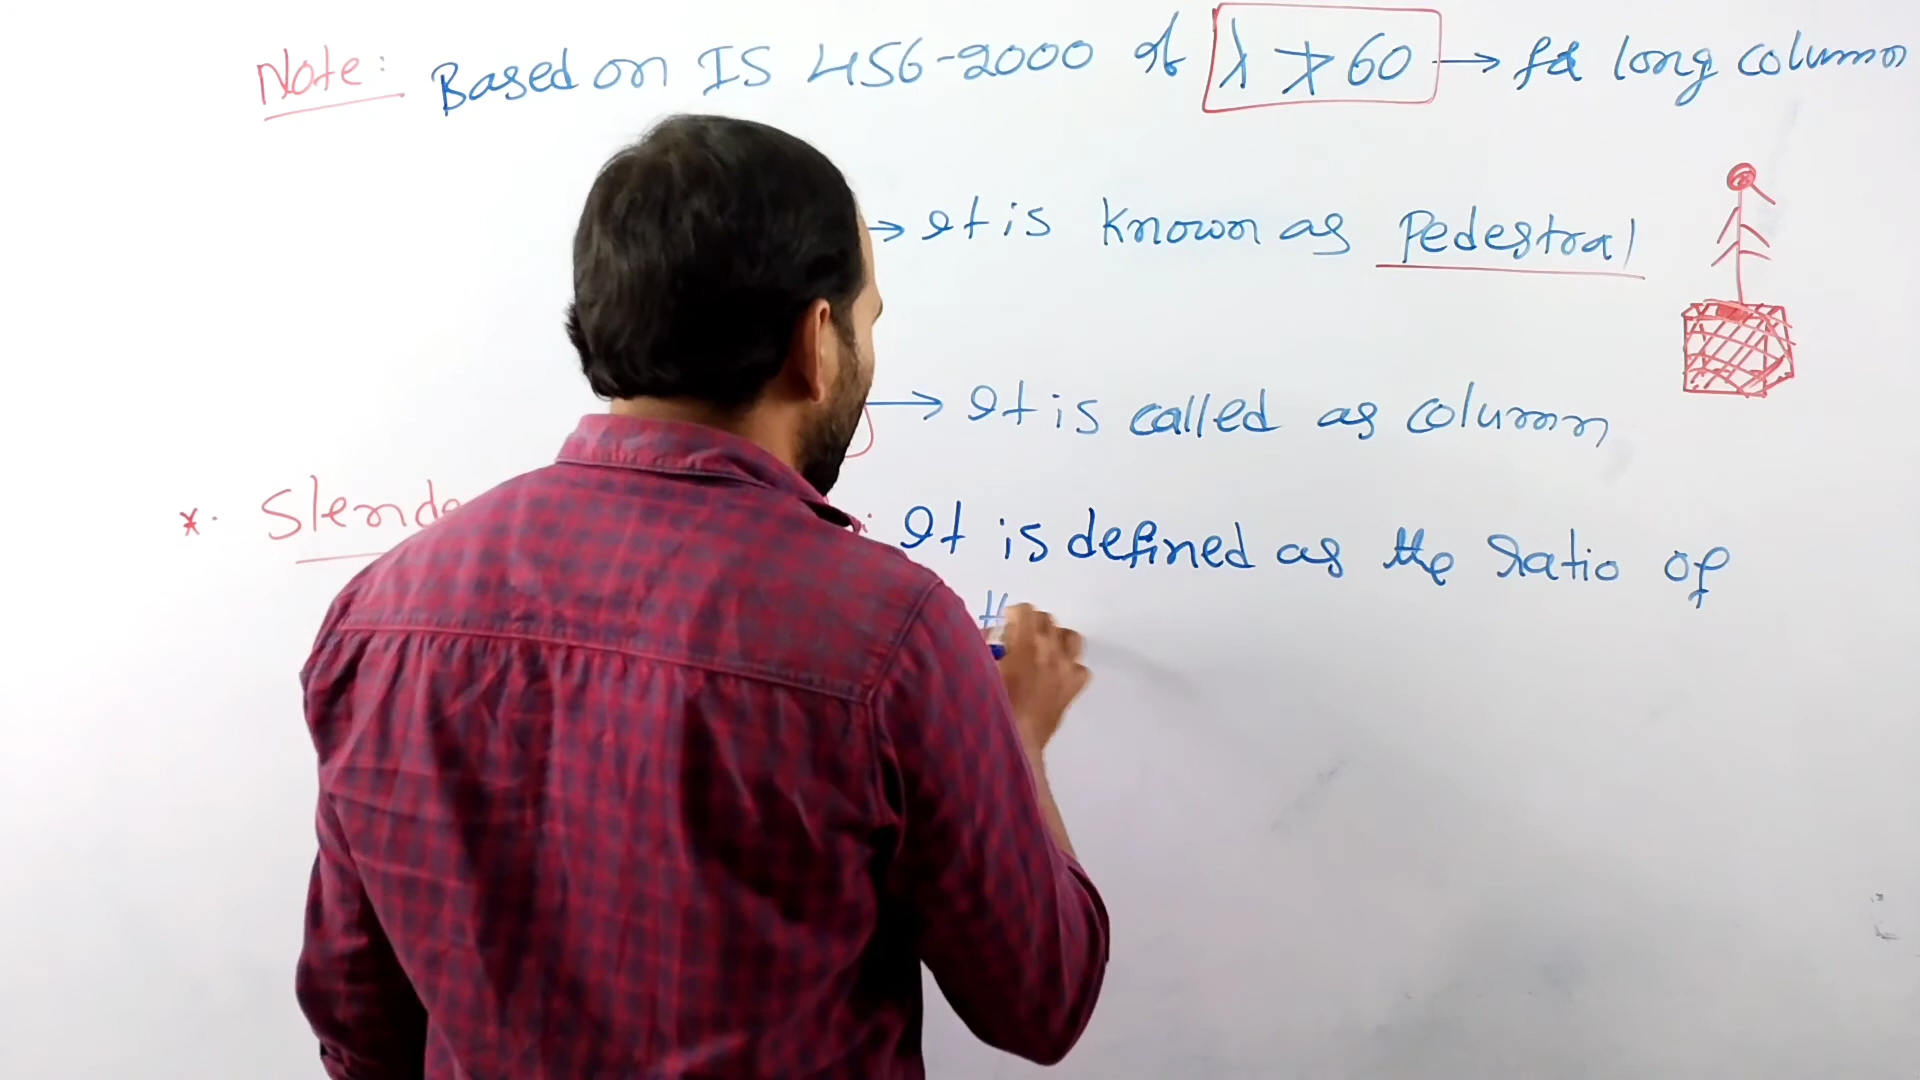 Note: Based on IS 456-2000 of λ ≯ 60 → for long column
→ It is known as Pedestral
→ It is called as column
*. Slende : It is defined as the ratio of